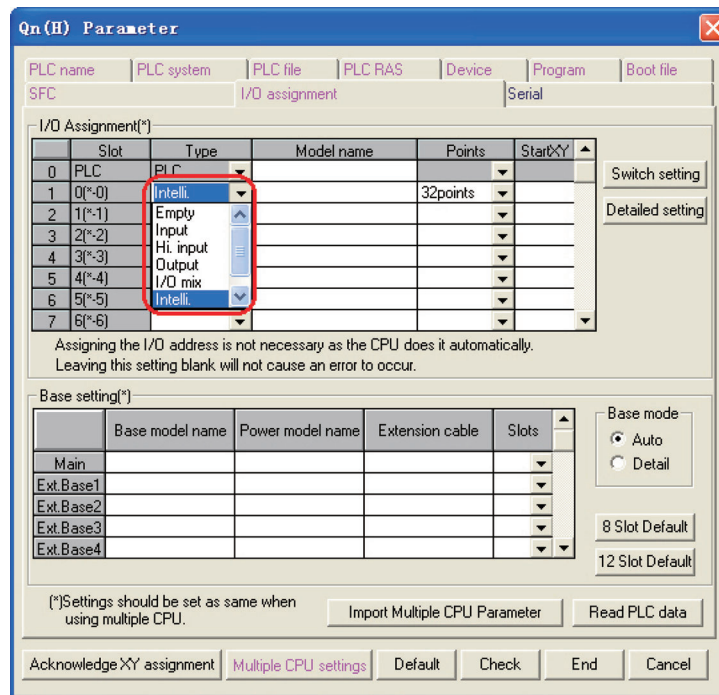 Qn(H) Parameter
PLC name PLC system PLC file PLC RAS Device Program Boot file
SFC I/O assignment Serial
I/O Assignment(*)
Slot Type Model name Points StartXY
0 PLC PLC
1 0(*-0) Intelli. 32points
2 1(*-1) Empty
3 2(*-2) Input
Hi. input
4 3(*-3)
Output
5 4(*-4) I/O mix
6 5(*-5) Intelli.
7 6(*-6)
Switch setting
Detailed setting
Assigning the I/O address is not necessary as the CPU does it automatically.
Leaving this setting blank will not cause an error to occur.
Base setting(*)
Base model name Power model name Extension cable Slots
Main
Ext.Base1
Ext.Base2
Ext.Base3
Ext.Base4
Base mode
Auto
Detail
8 Slot Default
12 Slot Default
(*)Settings should be set as same when
using multiple CPU.
Import Multiple CPU Parameter Read PLC data
Acknowledge XY assignment Multiple CPU settings Default Check End Cancel